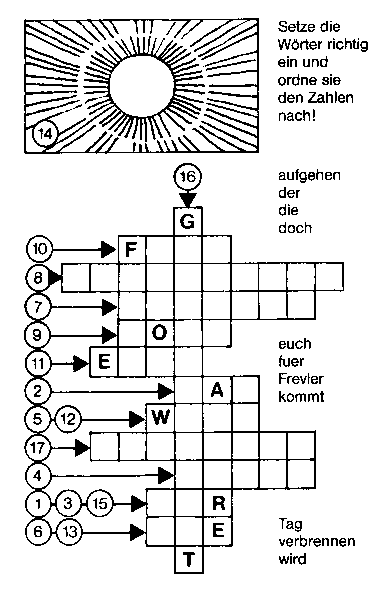 Setze die
Wörter richtig
ein und
ordne sie
den Zahlen
nach!
14
16
aufgehen
der
die
doch
G
10 F
8
7
9 O
11 E
euch
fuer
Frevler
kommt
2 A
5 12 W
17
4
1 3 15 R
6 13 E
T
Tag
verbrennen
wird